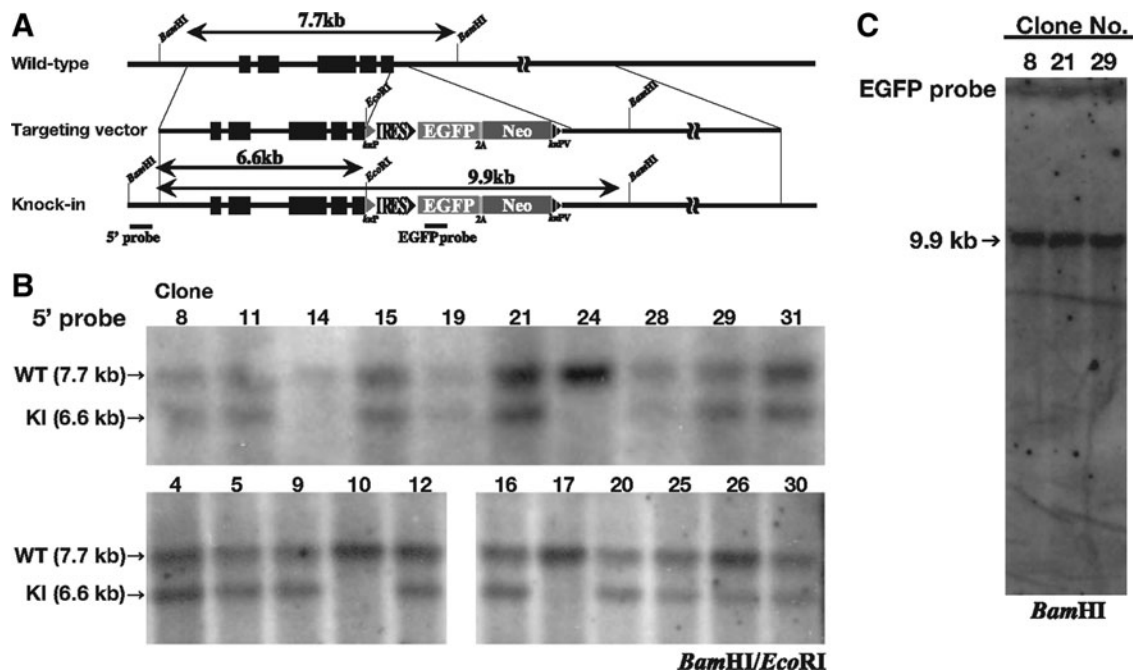 A
7.7kb
BamHI
BamHI
Wild-type
EcoRI
BamHI
Targeting vector
IRES
EGFP
Neo
loxP
2A
loxPV
6.6kb
BamHI
EcoRI
9.9kb
BamHI
Knock-in
IRES
EGFP
Neo
loxP
2A
loxPV
5' probe
EGFP probe
B
Clone
5' probe
8 11 14 15 19 21 24 28 29 31
WT (7.7 kb)→
KI (6.6 kb)→
4 5 9 10 12 16 17 20 25 26 30
WT (7.7 kb)→
KI (6.6 kb)→
BamHI/EcoRI
C
Clone No.
8 21 29
EGFP probe
9.9 kb→
BamHI